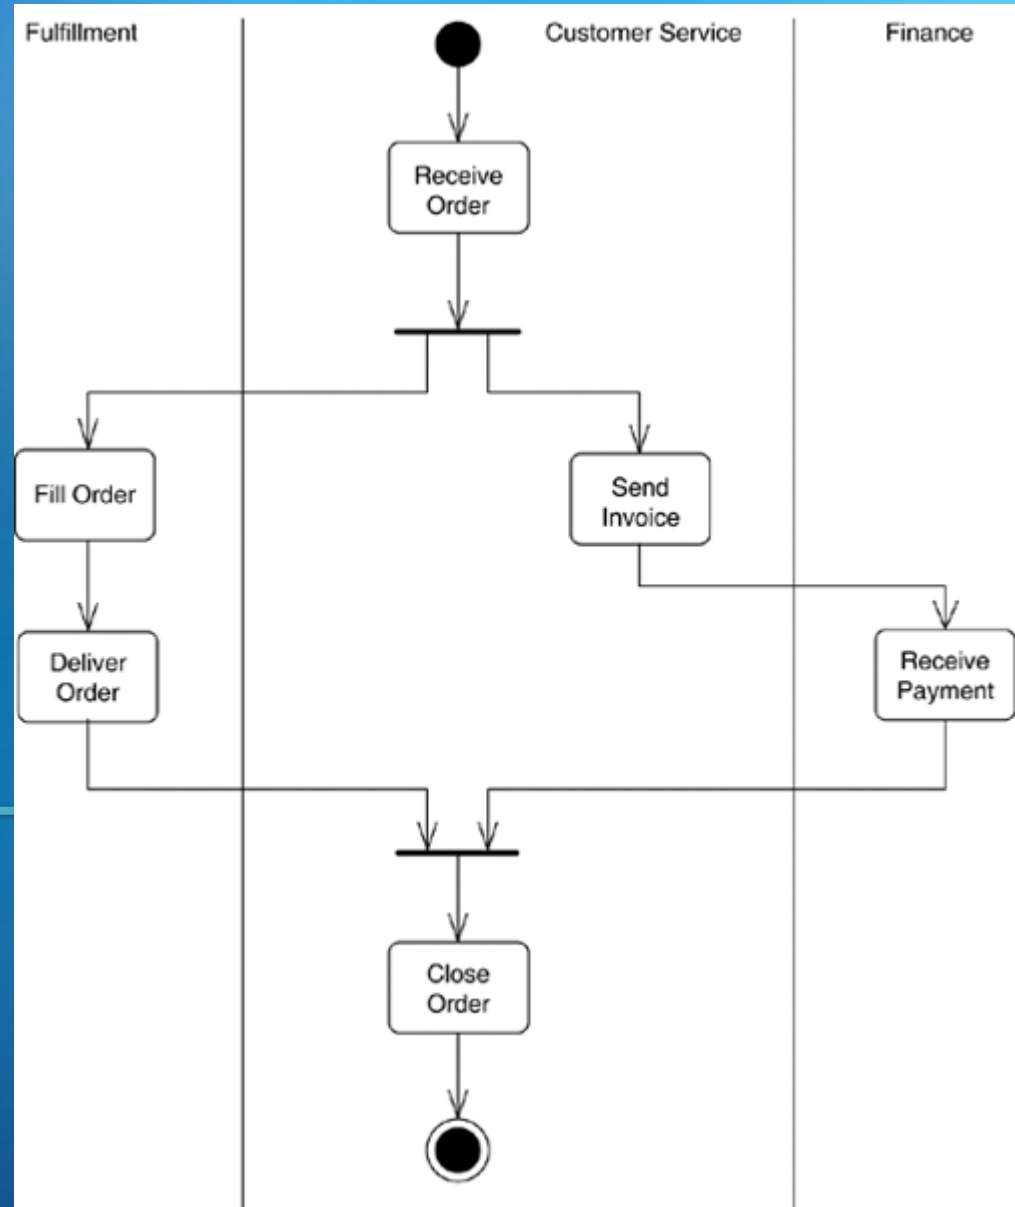 Fulfillment
Customer Service
Finance
Receive
Order
Fill Order
Send
Invoice
Deliver
Order
Receive
Payment
Close
Order